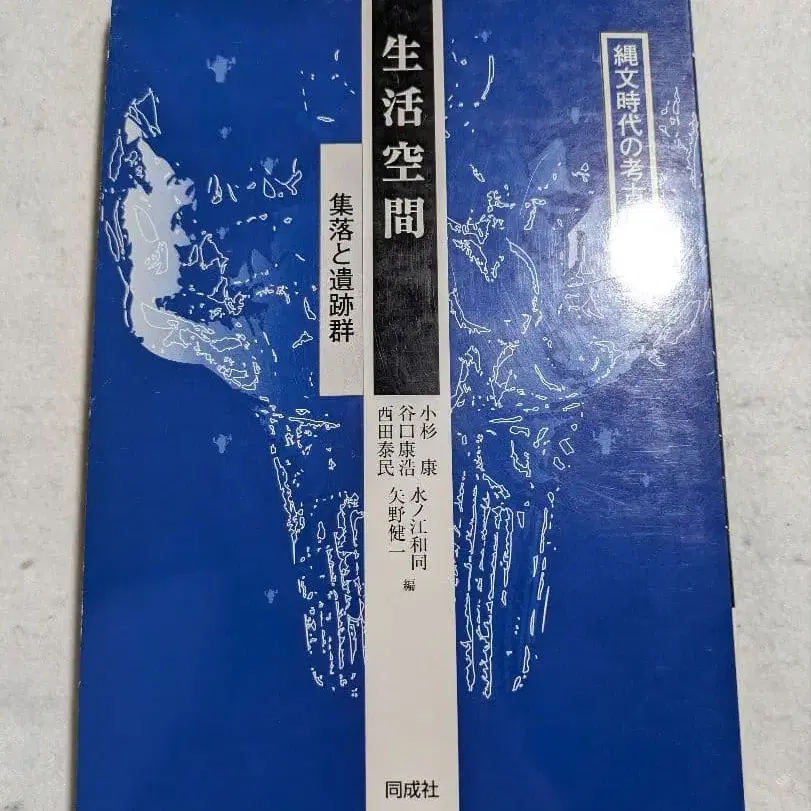 縄文時代の考古
生活空間
集落と遺跡群
小杉 康
谷口康浩
西田泰民
水ノ江和同
矢野健一
編
同成社